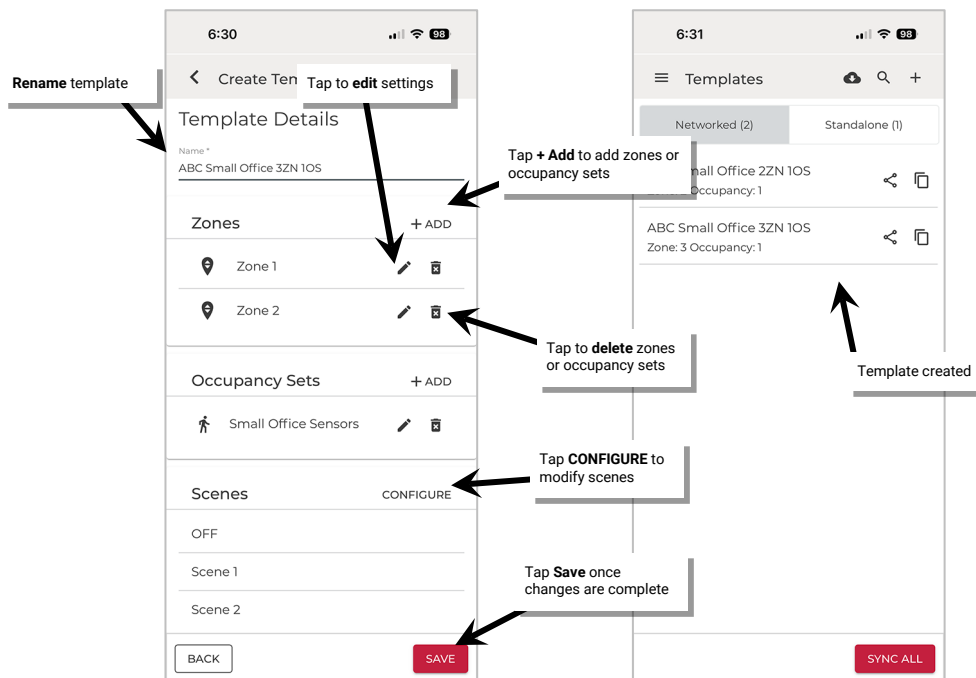 6:30
98
Create Tem
Rename template
Tap to edit settings
Template Details
Name *
ABC Small Office 3ZN 1OS
Tap + Add to add zones or
occupancy sets
Zones
+ ADD
Zone 1
Zone 2
Tap to delete zones
or occupancy sets
Occupancy Sets
+ ADD
Small Office Sensors
Tap CONFIGURE to
modify scenes
Scenes
CONFIGURE
OFF
Scene 1
Scene 2
Tap Save once
changes are complete
BACK
SAVE
6:31
98
Templates
Networked (2)
Standalone (1)
mall Office 2ZN 1OS
Occupancy: 1
ABC Small Office 3ZN 1OS
Zone: 3 Occupancy: 1
Template created
SYNC ALL